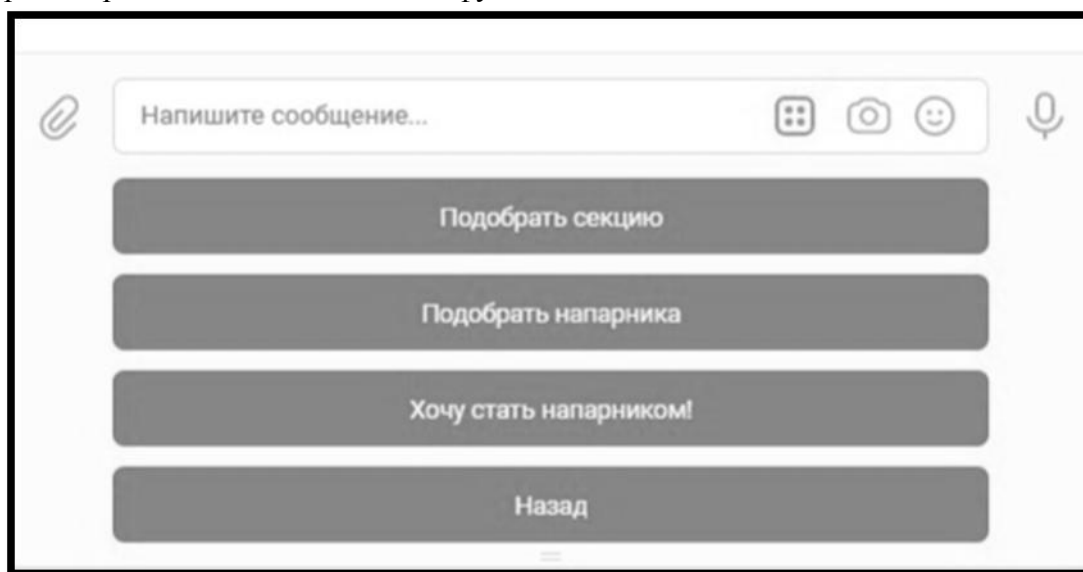 Напишите сообщение...
Подобрать секцию
Подобрать напарника
Хочу стать напарником!
Назад